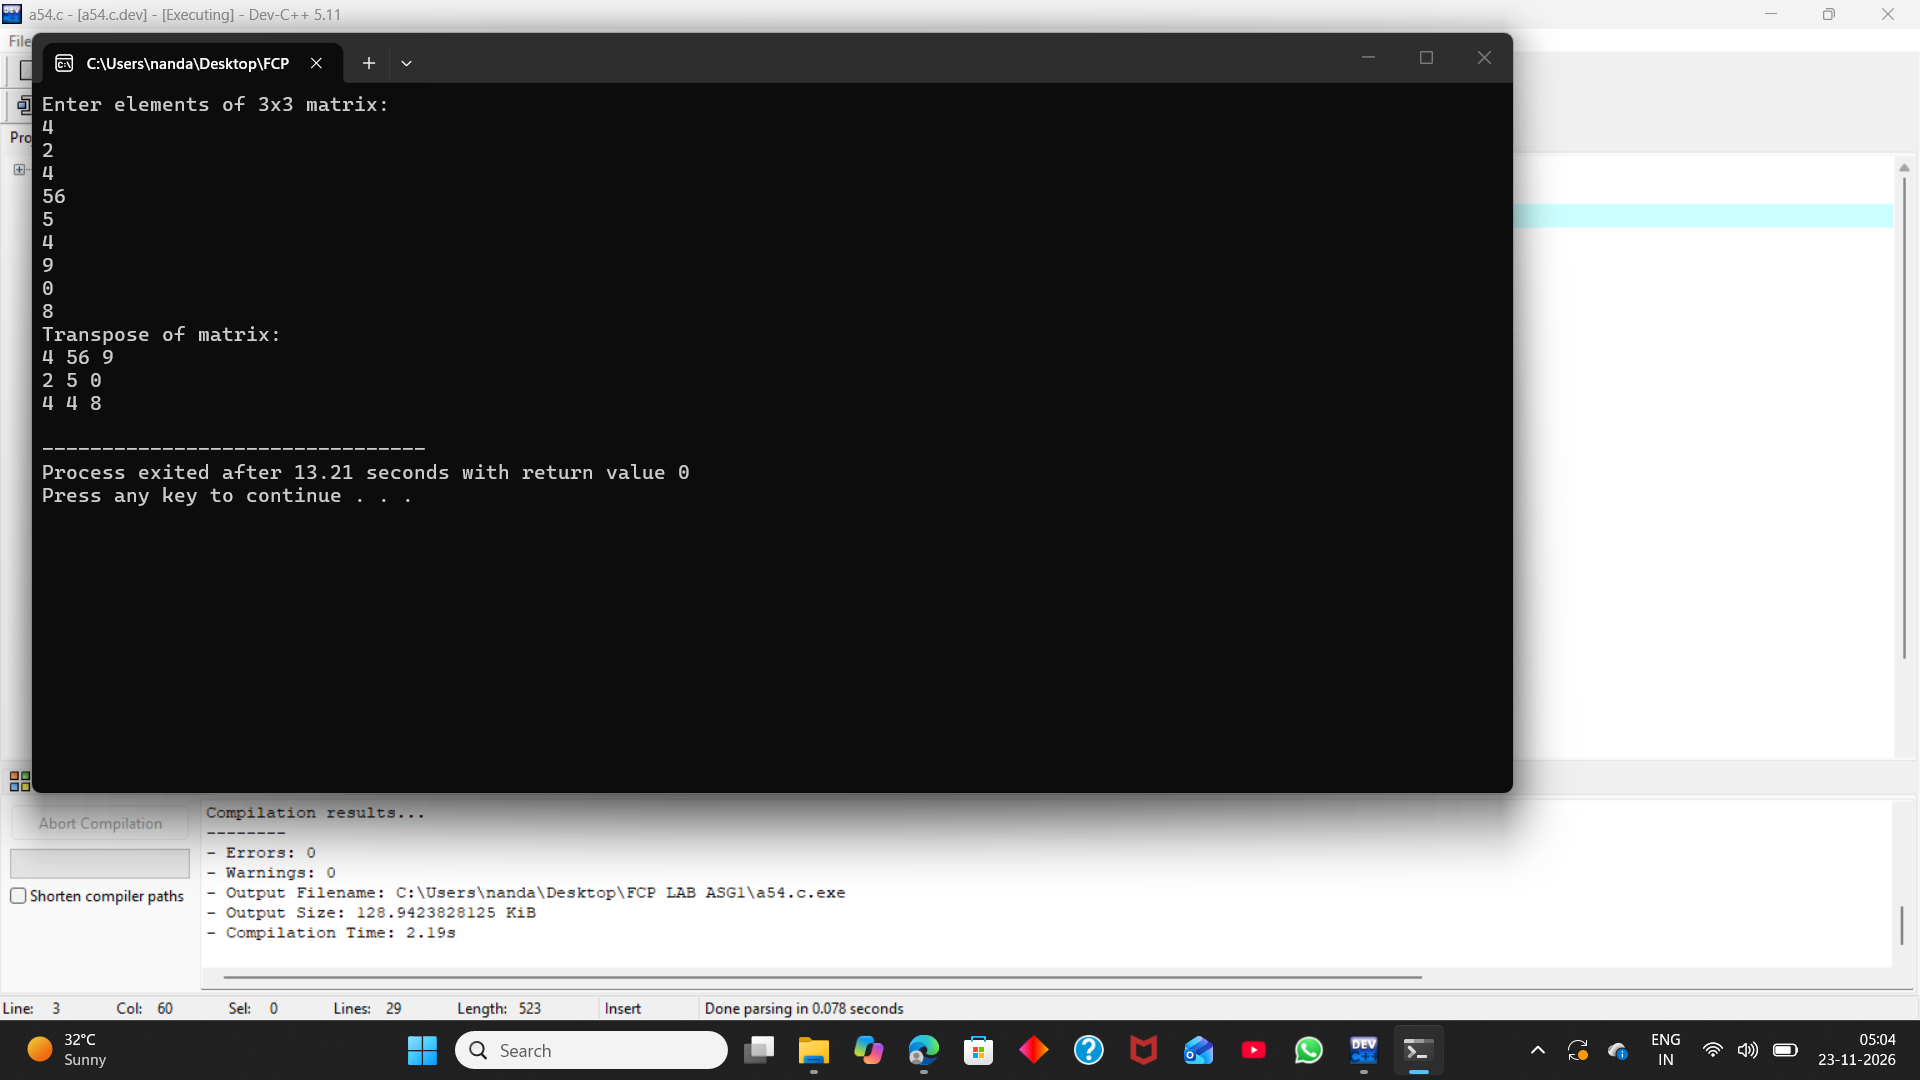 a54.c - [a54.c.dev] - [Executing] - Dev-C++ 5.11
File
C:\Users\nanda\Desktop\FCP
Enter elements of 3x3 matrix:
4
2
4
56
5
4
9
0
8
Transpose of matrix:
4 56 9
2 5 0
4 4 8
--------------------------------
Process exited after 13.21 seconds with return value 0
Press any key to continue . . .
Abort Compilation
Shorten compiler paths
Compilation results...
--------
- Errors: 0
- Warnings: 0
- Output Filename: C:\Users\nanda\Desktop\FCP LAB ASG1\a54.c.exe
- Output Size: 128.9423828125 KiB
- Compilation Time: 2.19s
Line: 3 Col: 60 Sel: 0 Lines: 29 Length: 523 Insert Done parsing in 0.078 seconds
32°C
Sunny
Search
DEV
ENG
IN
05:04
23-11-2026